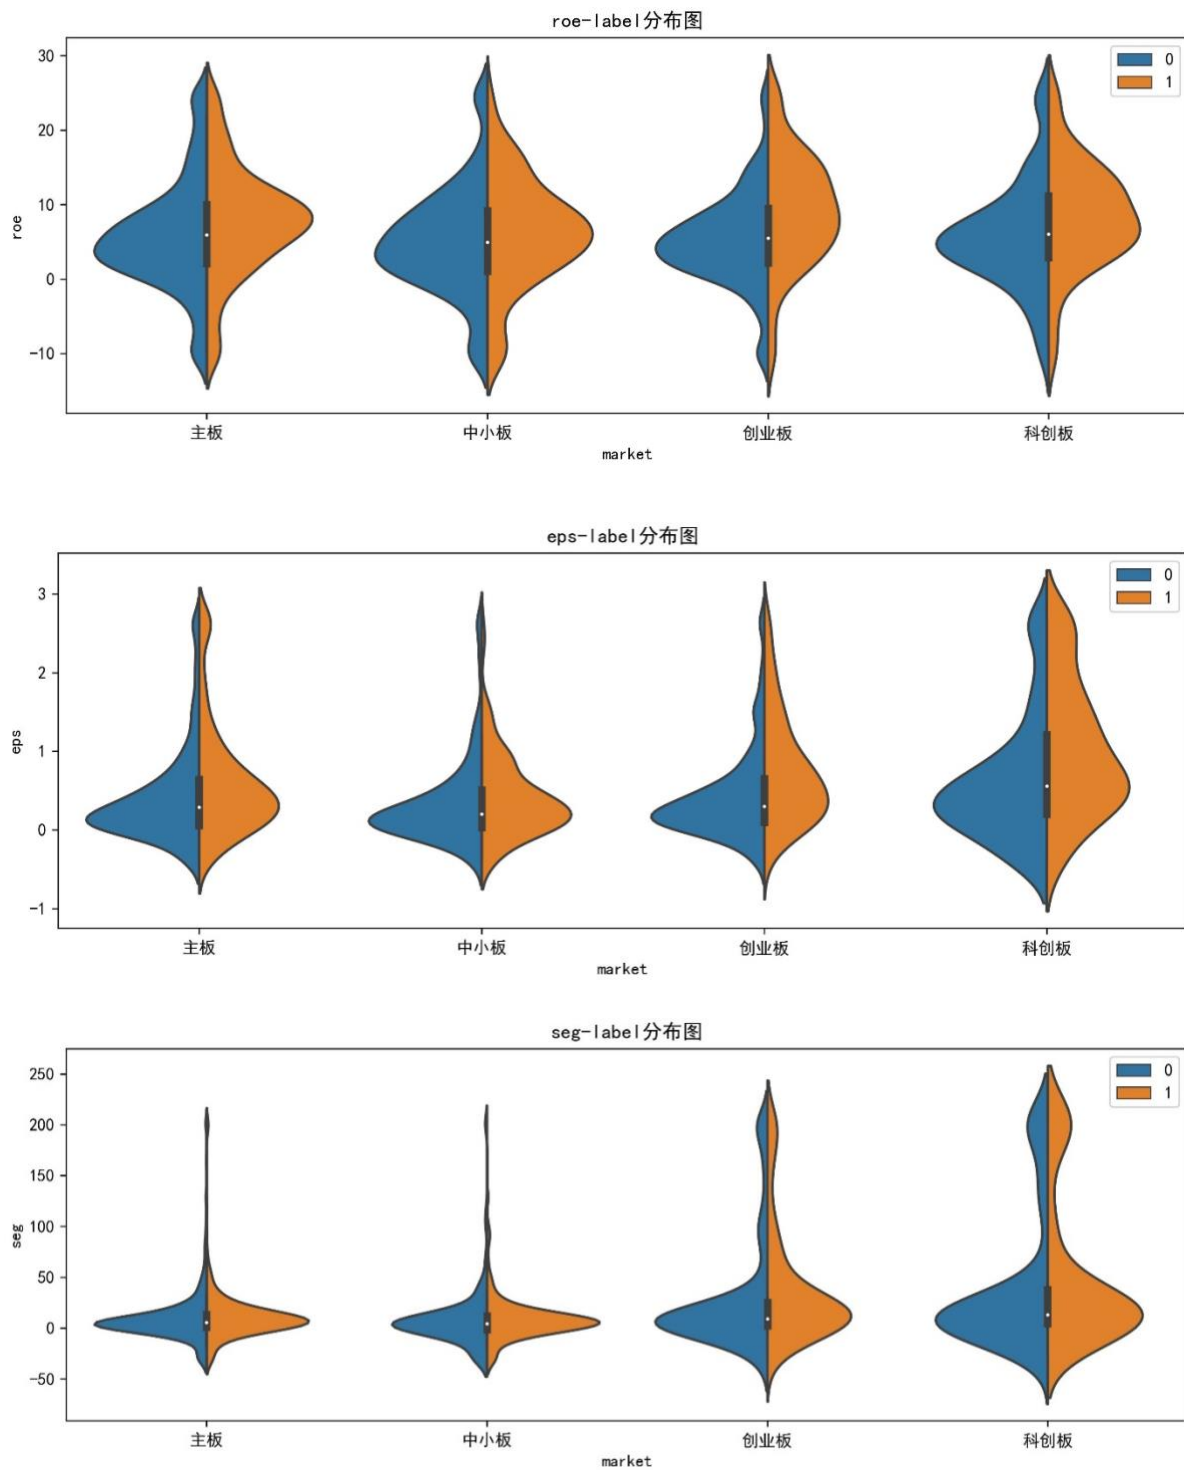 roe-label分布图
30
20
10
0
-10
roe
0
1
主板 中小板 创业板 科创板
market
eps-label分布图
3
2
1
0
-1
eps
0
1
主板 中小板 创业板 科创板
market
seg-label分布图
250
200
150
100
50
0
-50
seg
0
1
主板 中小板 创业板 科创板
market